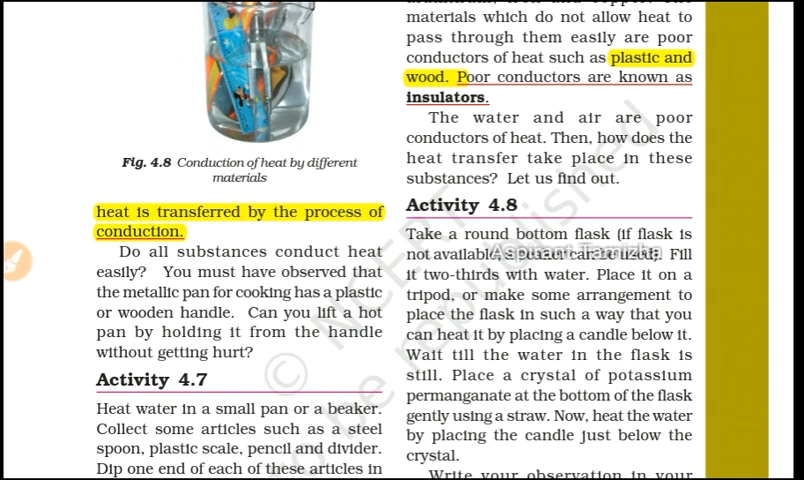 Fig. 4.8 Conduction of heat by different
materials
heat is transferred by the process of
conduction.
Do all substances conduct heat
easily? You must have observed that
the metallic pan for cooking has a plastic
or wooden handle. Can you lift a hot
pan by holding it from the handle
without getting hurt?
Activity 4.7
Heat water in a small pan or a beaker.
Collect some articles such as a steel
spoon, plastic scale, pencil and divider.
Dip one end of each of these articles in
materials which do not allow heat to
pass through them easily are poor
conductors of heat such as plastic and
wood. Poor conductors are known as
insulators.
The water and air are poor
conductors of heat. Then, how does the
heat transfer take place in these
substances? Let us find out.
Activity 4.8
Take a round bottom flask (if flask is
not available, a beaker can be used). Fill
it two-thirds with water. Place it on a
tripod, or make some arrangement to
place the flask in such a way that you
can heat it by placing a candle below it.
Wait till the water in the flask is
still. Place a crystal of potassium
permanganate at the bottom of the flask
gently using a straw. Now, heat the water
by placing the candle just below the
crystal.
Write your observation in your
© NCERT
to be republished
Aspirant Tamizha